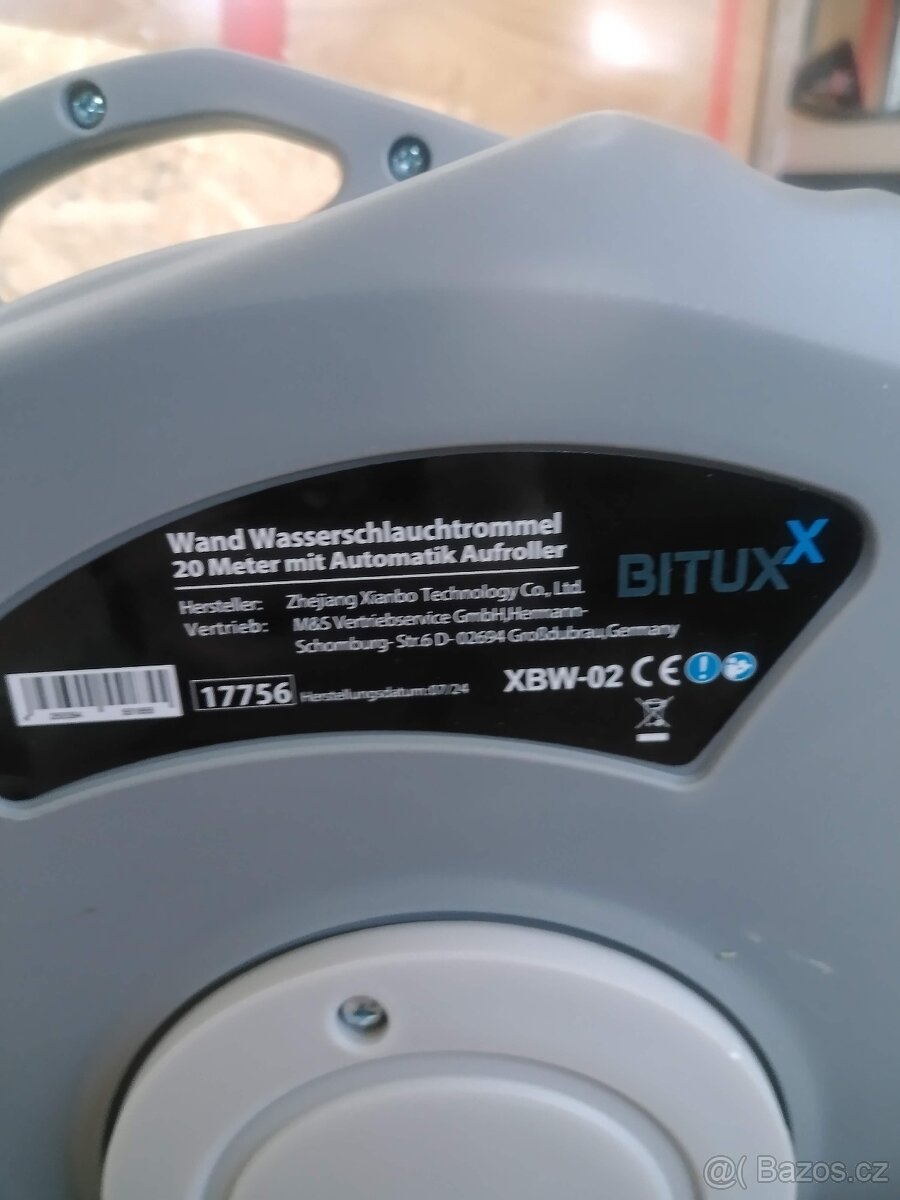 Wand Wasserschlauchtrommel
20 Meter mit Automatik Aufroller
BITUXX
Hersteller: Zhejiang Xianbo Technology Co., Ltd.
Vertrieb: M&S Vertriebservice GmbH,Hermann-
Schomburg- Str.6 D- 02694 Großdubrau,Germany
17756 Herstellungsdatum:07/24
XBW-02 CE
@( Bazos.cz